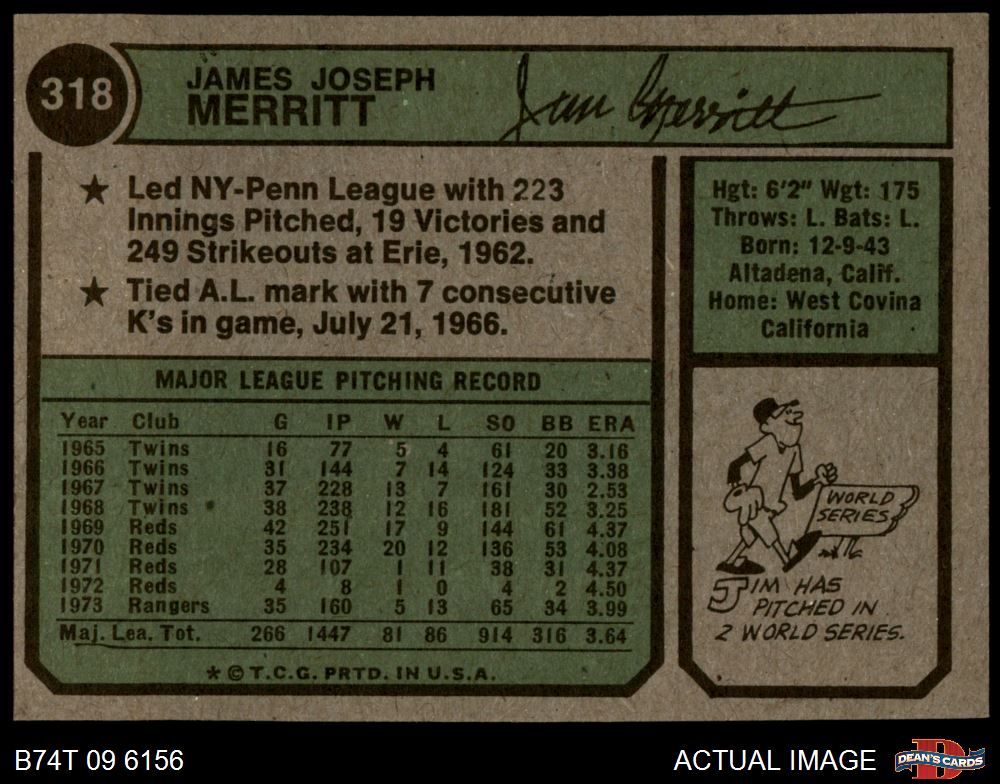 318
JAMES JOSEPH
MERRITT
Jim Merritt
★ Led NY-Penn League with 223
Innings Pitched, 19 Victories and
249 Strikeouts at Erie, 1962.
★ Tied A.L. mark with 7 consecutive
K's in game, July 21, 1966.
Hgt: 6'2" Wgt: 175
Throws: L. Bats: L.
Born: 12-9-43
Altadena, Calif.
Home: West Covina
California
MAJOR LEAGUE PITCHING RECORD
Year Club G IP W L SO BB ERA
1965 Twins 16 77 5 4 61 20 3.16
1966 Twins 31 144 7 14 124 33 3.38
1967 Twins 37 228 13 7 161 30 2.53
1968 Twins 38 238 12 16 181 52 3.25
1969 Reds 42 251 17 9 144 61 4.37
1970 Reds 35 234 20 12 136 53 4.08
1971 Reds 28 107 1 11 38 31 4.37
1972 Reds 4 8 1 0 4 2 4.50
1973 Rangers 35 160 5 13 65 34 3.99
Maj. Lea. Tot. 266 1447 81 86 914 316 3.64
*© T.C.G. PRTD. IN U.S.A.
WORLD
SERIES
JIM HAS
PITCHED IN
2 WORLD SERIES.
B74T 09 6156
ACTUAL IMAGE
D
DEAN'S CARDS